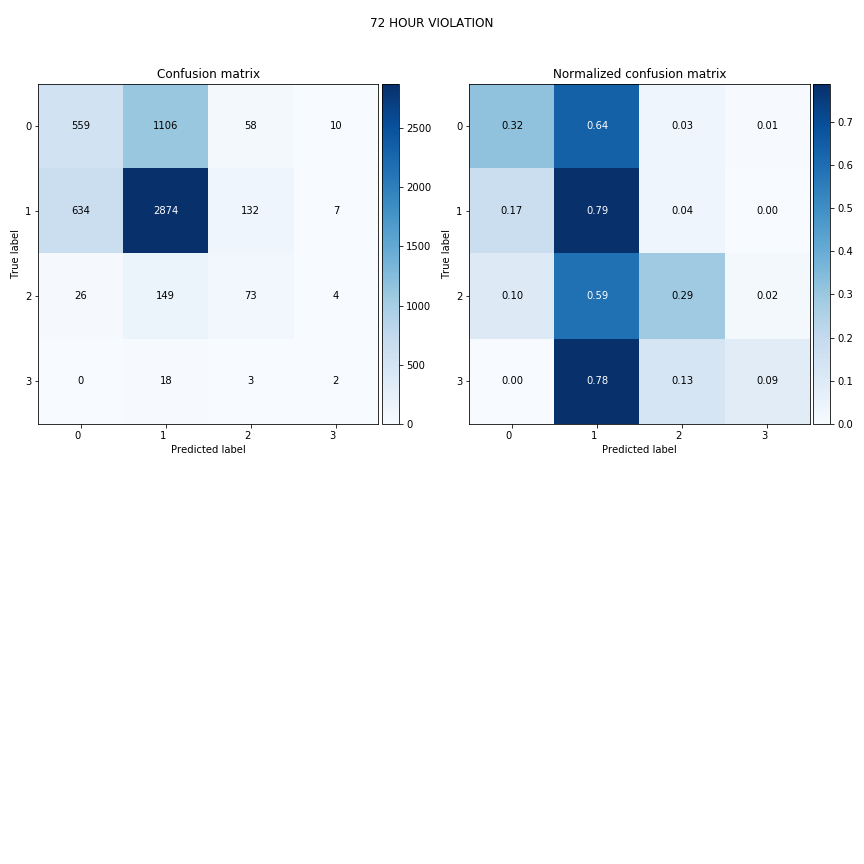 72 HOUR VIOLATION
Confusion matrix
0 559 1106 58 10
1 634 2874 132 7
2 26 149 73 4
3 0 18 3 2
0 1 2 3
True label
Predicted label
2500
2000
1500
1000
500
0
Normalized confusion matrix
0 0.32 0.64 0.03 0.01
1 0.17 0.79 0.04 0.00
2 0.10 0.59 0.29 0.02
3 0.00 0.78 0.13 0.09
0 1 2 3
True label
Predicted label
0.7
0.6
0.5
0.4
0.3
0.2
0.1
0.0